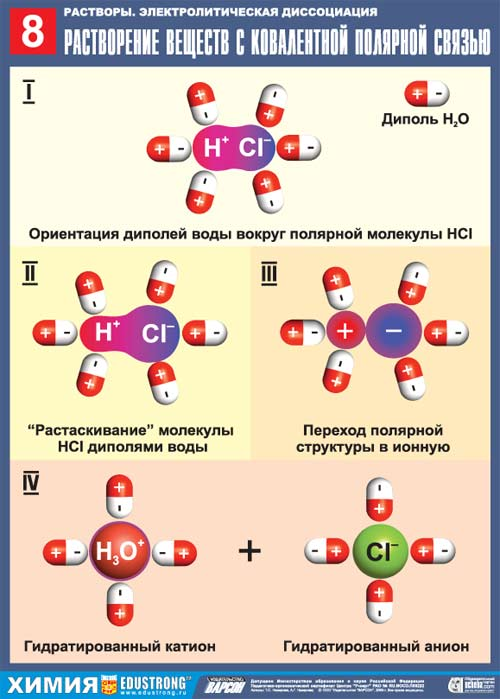 8
РАСТВОРЫ. ЭЛЕКТРОЛИТИЧЕСКАЯ ДИССОЦИАЦИЯ
РАСТВОРЕНИЕ ВЕЩЕСТВ С КОВАЛЕНТНОЙ ПОЛЯРНОЙ СВЯЗЬЮ
I
+ -
Диполь H₂O
H⁺ Cl⁻
Ориентация диполей воды вокруг полярной молекулы HCl
II
H⁺ Cl⁻
“Растаскивание” молекулы
HCl диполями воды
III
+ −
Переход полярной
структуры в ионную
IV
H₃O⁺
+
Cl⁻
Гидратированный катион
Гидратированный анион
ХИМИЯ
EDUSTRONG
www.edustrong.ru
ВАРСОН